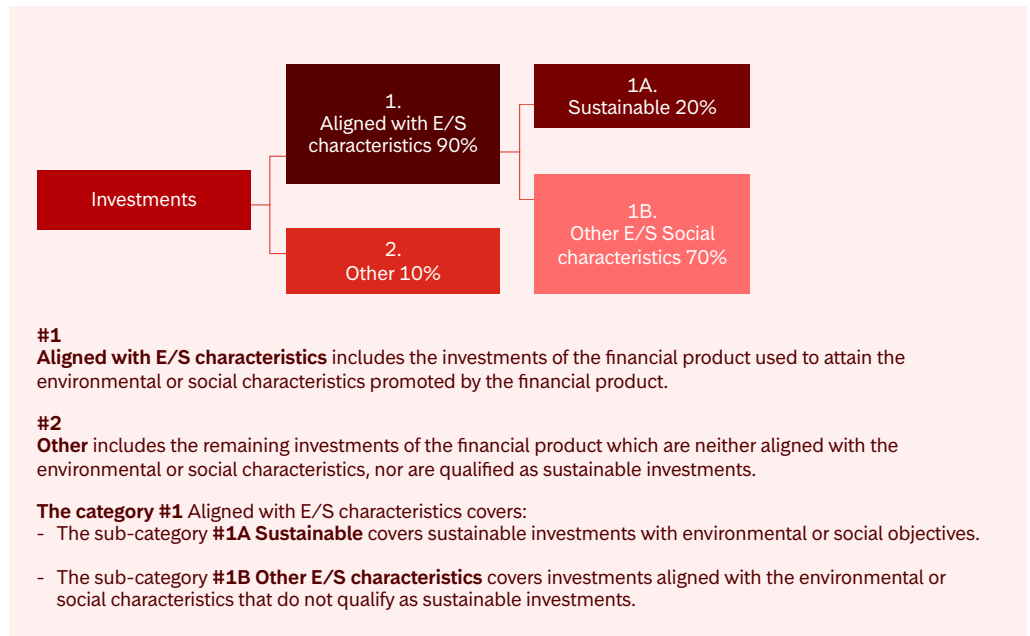 Investments
1.
Aligned with E/S
characteristics 90%
2.
Other 10%
1A.
Sustainable 20%
1B.
Other E/S Social
characteristics 70%
#1
Aligned with E/S characteristics includes the investments of the financial product used to attain the
environmental or social characteristics promoted by the financial product.
#2
Other includes the remaining investments of the financial product which are neither aligned with the
environmental or social characteristics, nor are qualified as sustainable investments.
The category #1 Aligned with E/S characteristics covers:
- The sub-category #1A Sustainable covers sustainable investments with environmental or social objectives.
- The sub-category #1B Other E/S characteristics covers investments aligned with the environmental or
social characteristics that do not qualify as sustainable investments.